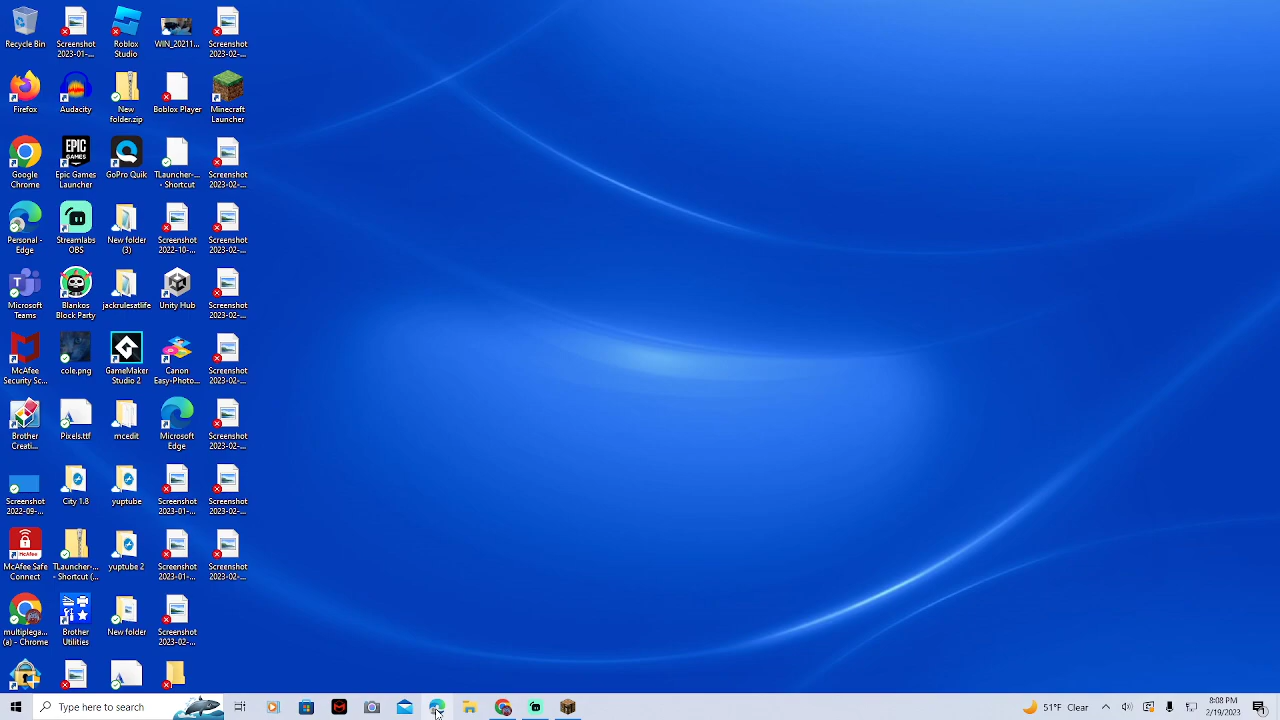 Recycle Bin
Screenshot
2023-01-...
Roblox
Studio
WIN_20211...
Screenshot
2023-02-...
Firefox
Audacity
New
folder.zip
Boblox Player
Minecraft
Launcher
Google
Chrome
EPIC
GAMES
Epic Games
Launcher
GoPro Quik
TLauncher-...
- Shortcut
Screenshot
2023-02-...
Personal -
Edge
Streamlabs
OBS
New folder
(3)
Screenshot
2022-10-...
Screenshot
2023-02-...
Microsoft
Teams
Blankos
Block Party
jackrulesatlife
Unity Hub
Screenshot
2023-02-...
McAfee
Security Sc...
cole.png
GameMaker
Studio 2
Canon
Easy-Photo...
Screenshot
2023-02-...
Brother
Creati...
Pixels.ttf
mcedit
Microsoft
Edge
Screenshot
2023-02-...
Screenshot
2022-09-...
City 1.8
yuptube
Screenshot
2023-01-...
Screenshot
2023-02-...
McAfee
McAfee Safe
Connect
TLauncher-...
- Shortcut (...
yuptube 2
Screenshot
2023-01-...
Screenshot
2023-02-...
multiplega...
(a) - Chrome
Brother
Utilities
New folder
Screenshot
2023-02-...
Type here to search
51°F Clear
8:08 PM
2/19/2023